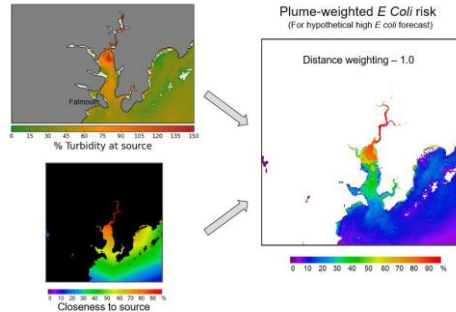 Falmouth
0 15 30 45 60 75 90 105 120 135 150
% Turbidity at source
0 10 20 30 40 50 60 70 80 90 %
Closeness to source
Plume-weighted E Coli risk
(For hypothetical high E coli forecast)
Distance weighting – 1.0
0 10 20 30 40 50 60 70 80 90 %